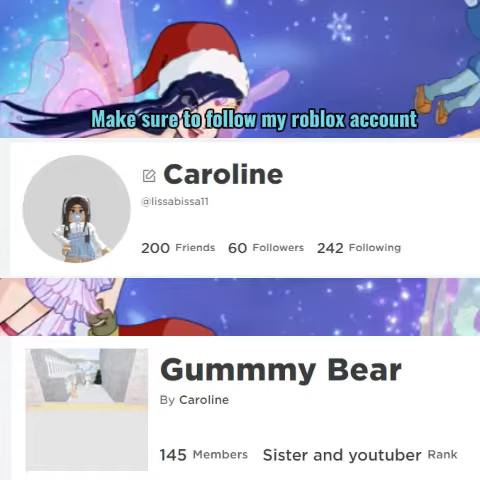 Make sure to follow my roblox account
Caroline
@lissabissa11
200 Friends 60 Followers 242 Following
Gummmy Bear
By Caroline
145 Members Sister and youtuber Rank